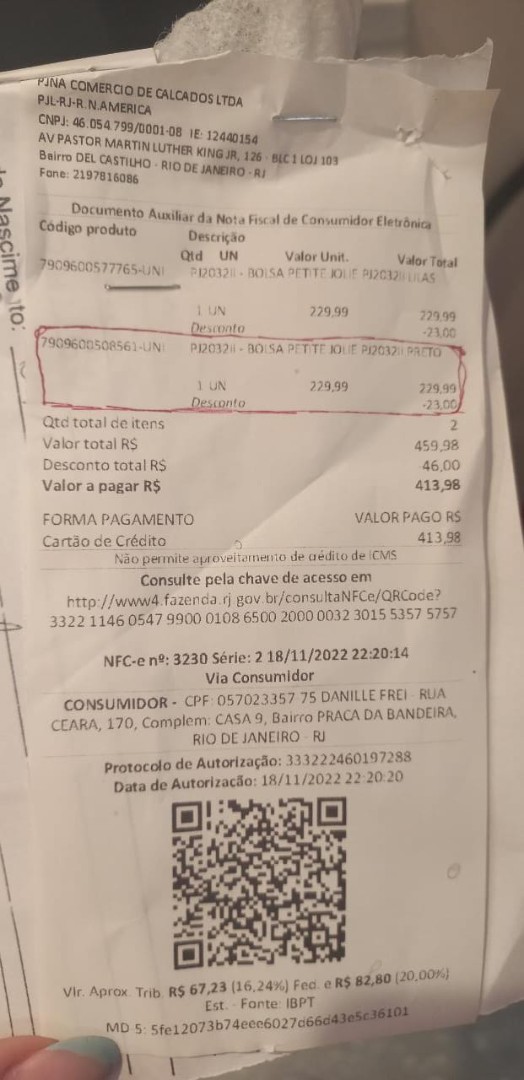 PJNA COMERCIO DE CALCADOS LTDA
PJL-RJ-R.N.AMERICA
CNPJ: 46.054.799/0001-08 IE: 12440154
AV PASTOR MARTIN LUTHER KING JR, 126 - BLC 1 LOJ 103
Bairro DEL CASTILHO - RIO DE JANEIRO - RJ
Fone: 2197816086
Documento Auxiliar da Nota Fiscal de Consumidor Eletrônica
Código produto Descrição
Qtd UN Valor Unit. Valor Total
7909600577765-UNI PJ2032II - BOLSA PETITE JOLIE PJ2032II LILAS
1 UN 229,99 229,99
Desconto -23,00
7909600508561-UNI PJ2032II - BOLSA PETITE JOLIE PJ2032II PRETO
1 UN 229,99 229,99
Desconto -23,00
Qtd total de itens 2
Valor total R$ 459,98
Desconto total R$ 46,00
Valor a pagar R$ 413,98
FORMA PAGAMENTO VALOR PAGO R$
Cartão de Crédito 413,98
Não permite aproveitamento de crédito de ICMS
Consulte pela chave de acesso em
http://www4.fazenda.rj.gov.br/consultaNFCe/QRCode?
3322 1146 0547 9900 0108 6500 2000 0032 3015 5357 5757
NFC-e nº: 3230 Série: 2 18/11/2022 22:20:14
Via Consumidor
CONSUMIDOR - CPF: 057023357 75 DANILLE FREI - RUA
CEARA, 170, Complem: CASA 9, Bairro PRACA DA BANDEIRA,
RIO DE JANEIRO - RJ
Protocolo de Autorização: 333222460197288
Data de Autorização: 18/11/2022 22:20:20
Vlr. Aprox. Trib. R$ 67,23 (16,24%) Fed. e R$ 82,80 (20,00%)
Est. - Fonte: IBPT
MD 5: 5fe12073b74eee6027d66d43e5c36101
Nascimento: